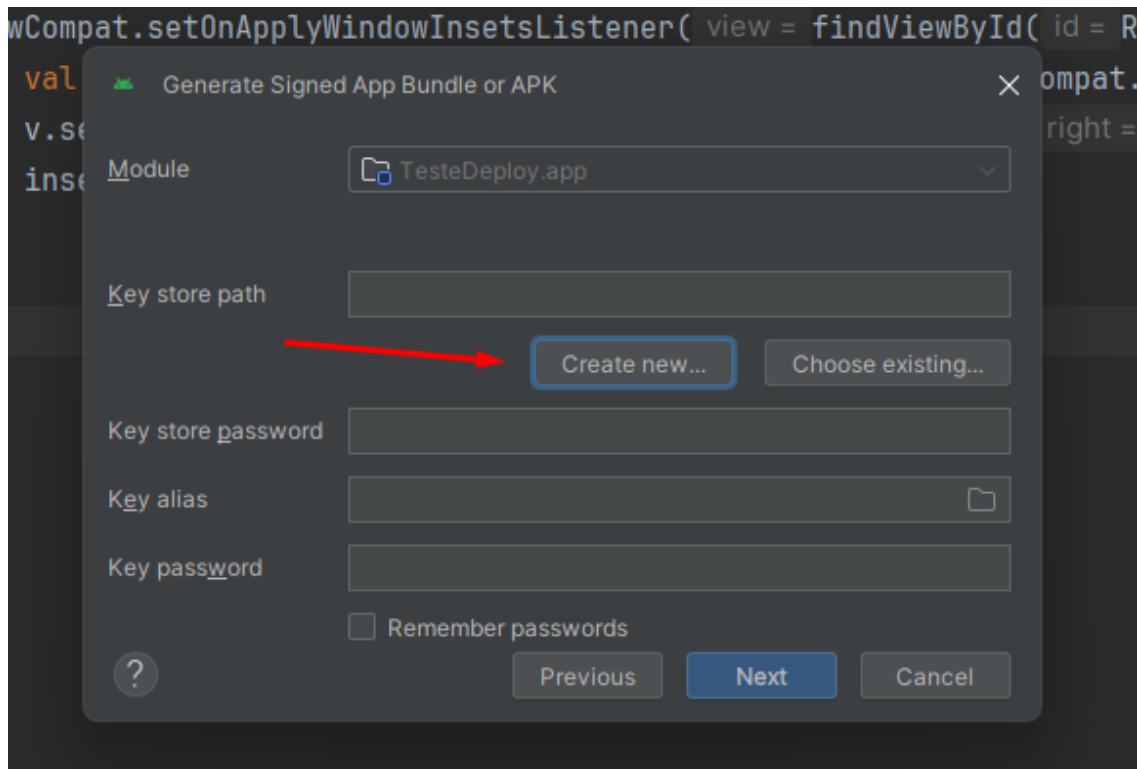 wCompat.setOnApplyWindowInsetsListener( view = findViewById( id = R
val
Generate Signed App Bundle or APK
ompat.
v.se
right =
Module
TesteDeploy.app
inse
Key store path
Create new...
Choose existing...
Key store password
Key alias
Key password
Remember passwords
?
Previous
Next
Cancel